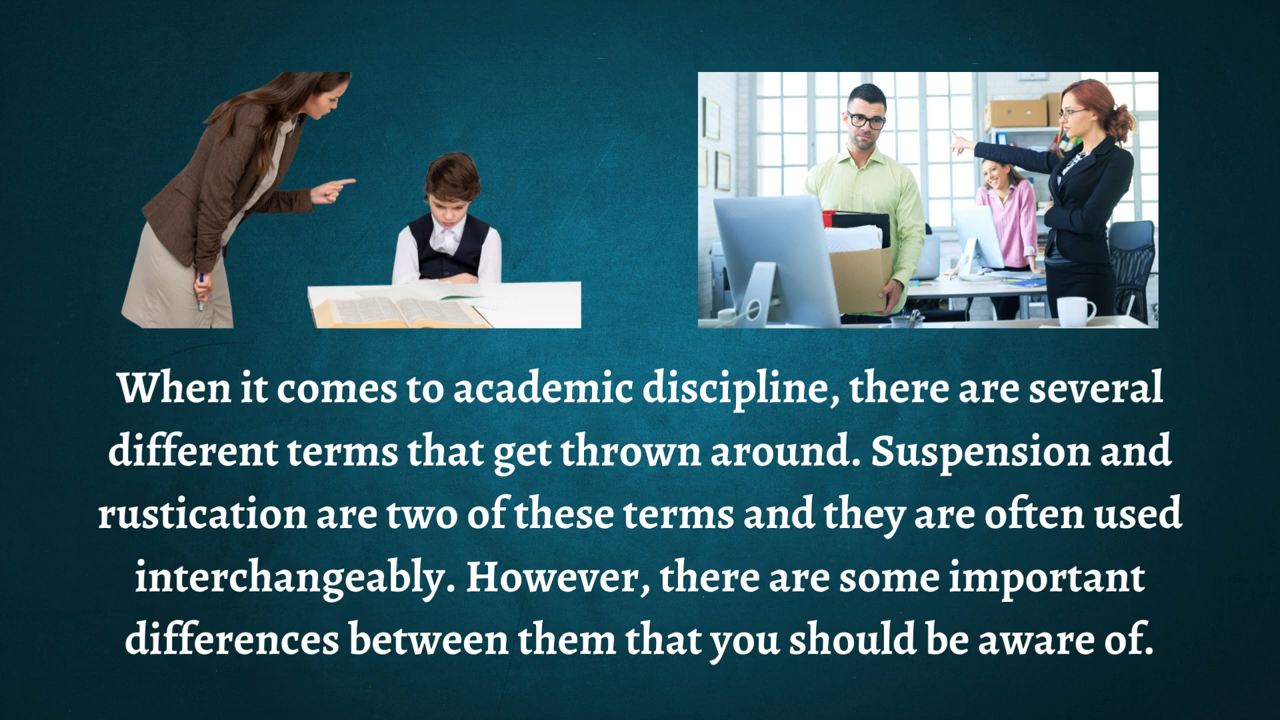 When it comes to academic discipline, there are several
different terms that get thrown around. Suspension and
rustication are two of these terms and they are often used
interchangeably. However, there are some important
differences between them that you should be aware of.